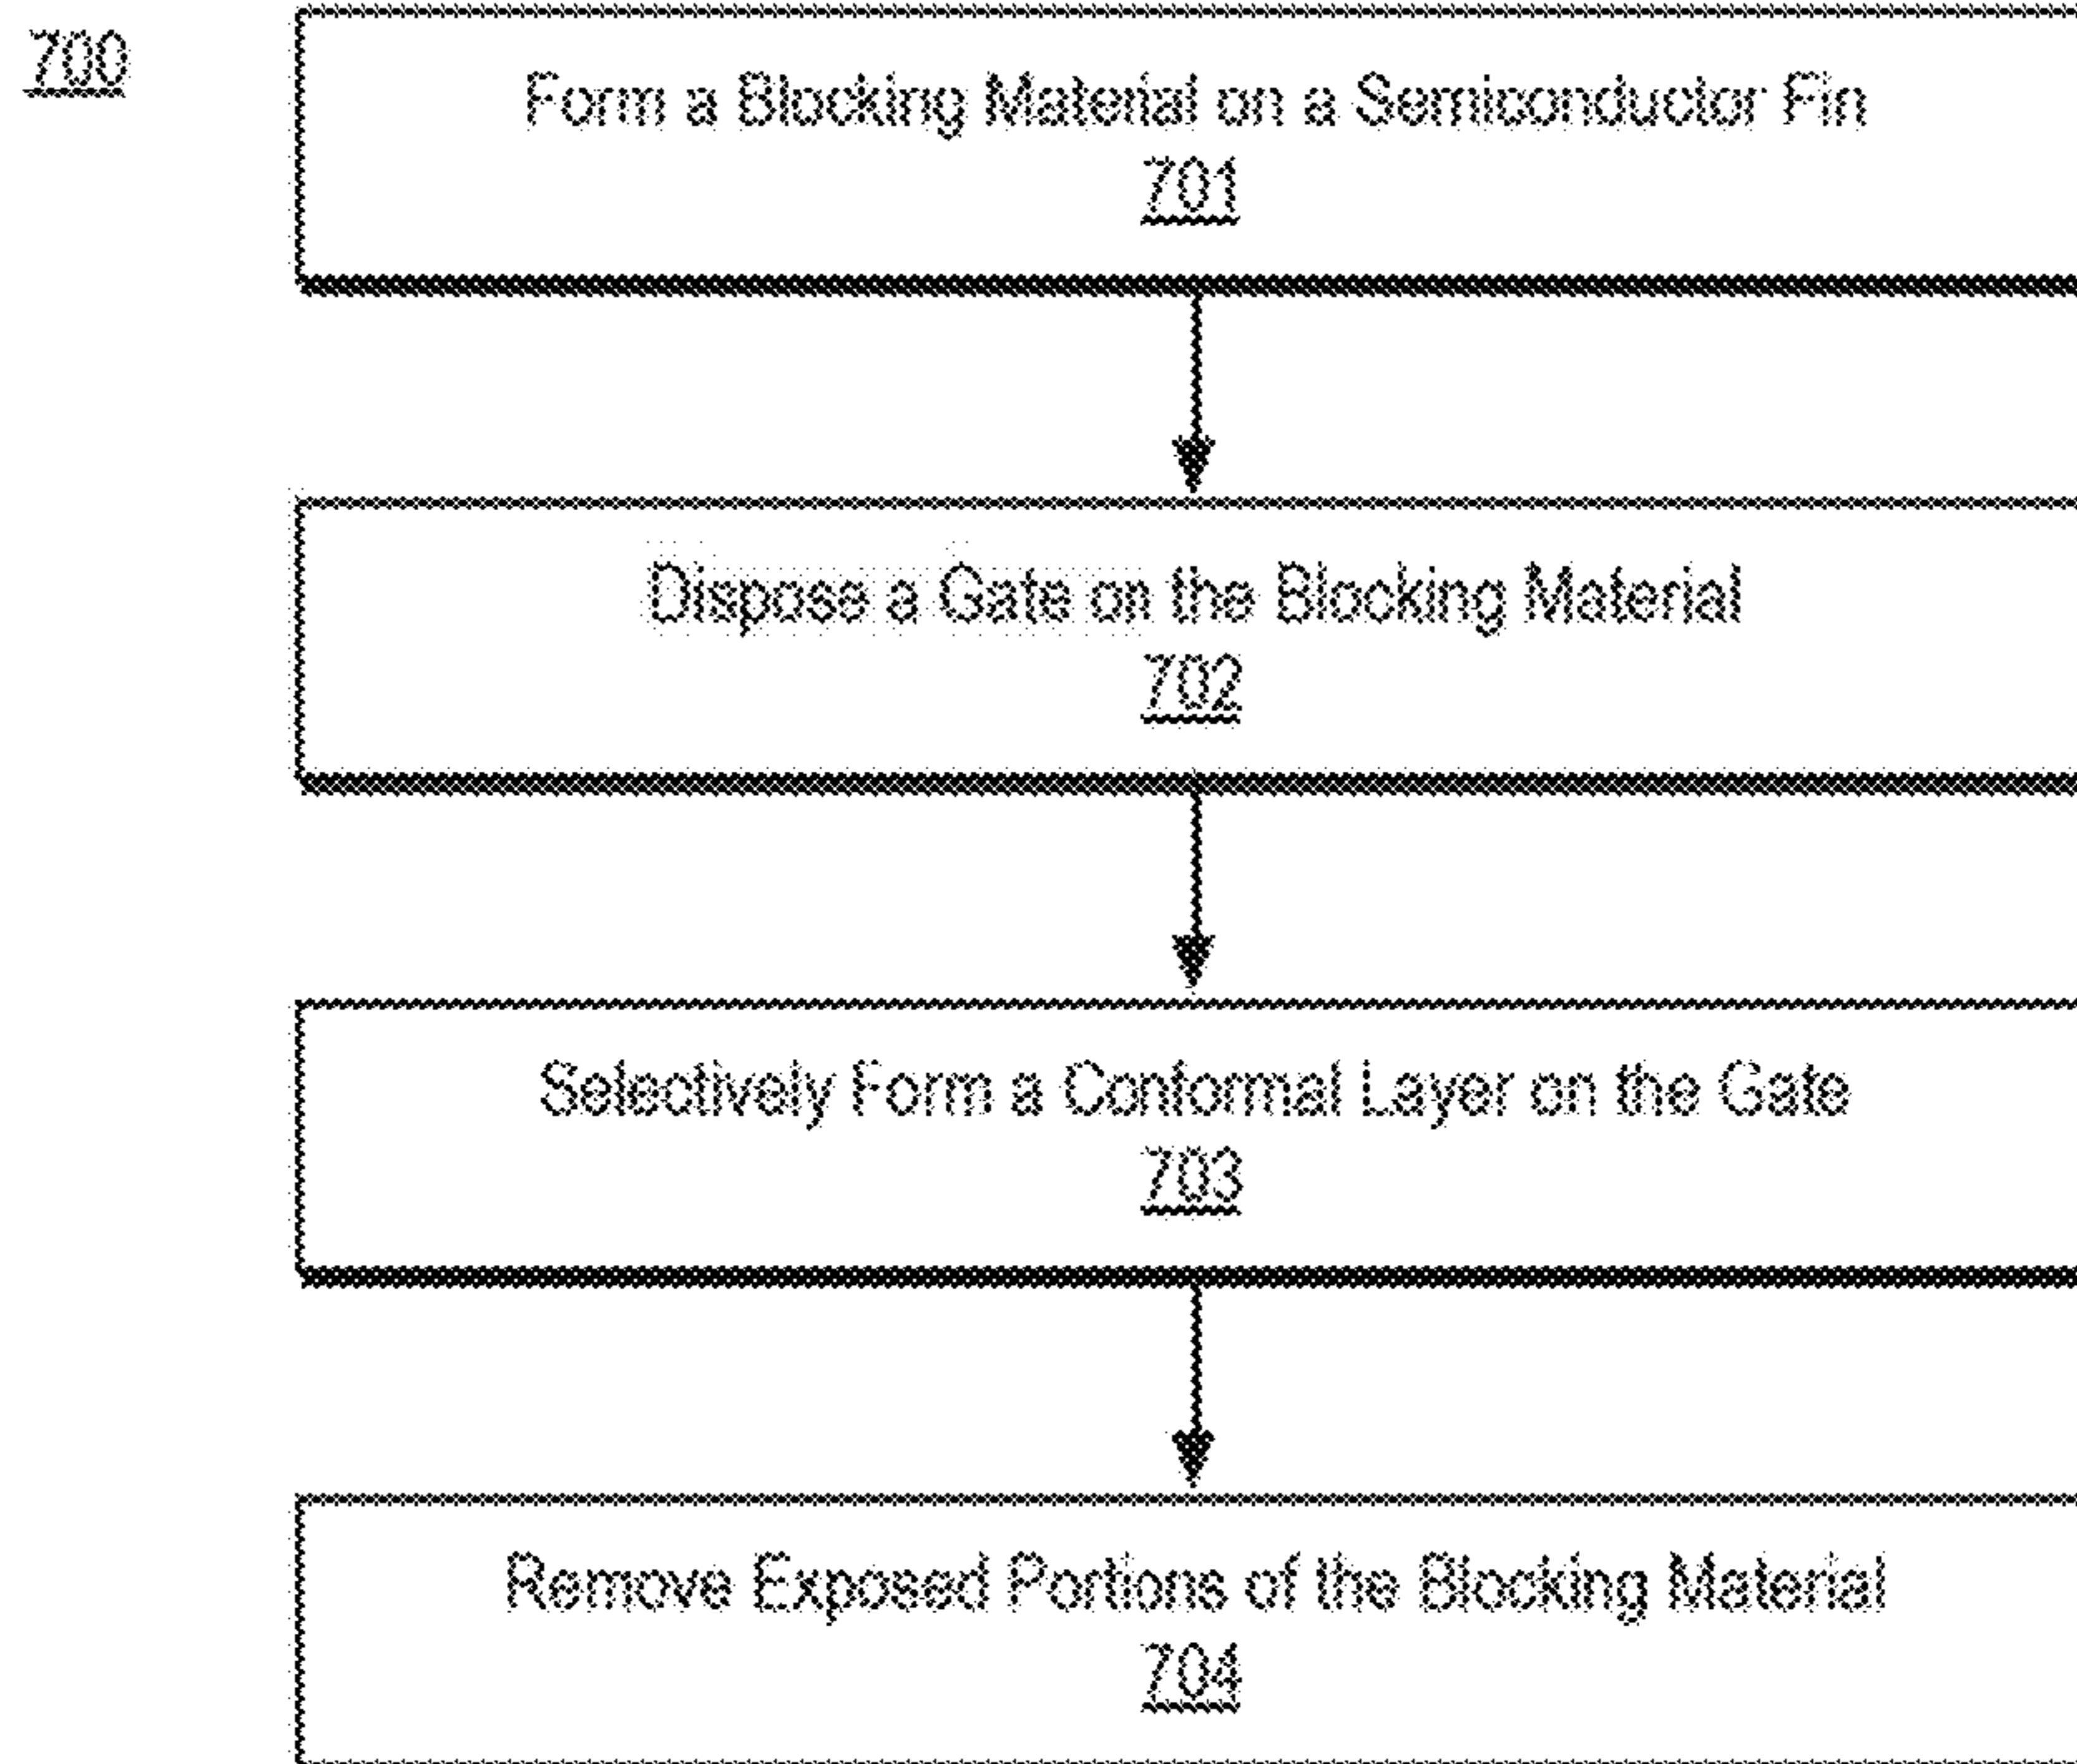 700
Form a Blocking Material on a Semiconductor Fin
701
Dispose a Gate on the Blocking Material
702
Selectively Form a Conformal Layer on the Gate
703
Remove Exposed Portions of the Blocking Material
704